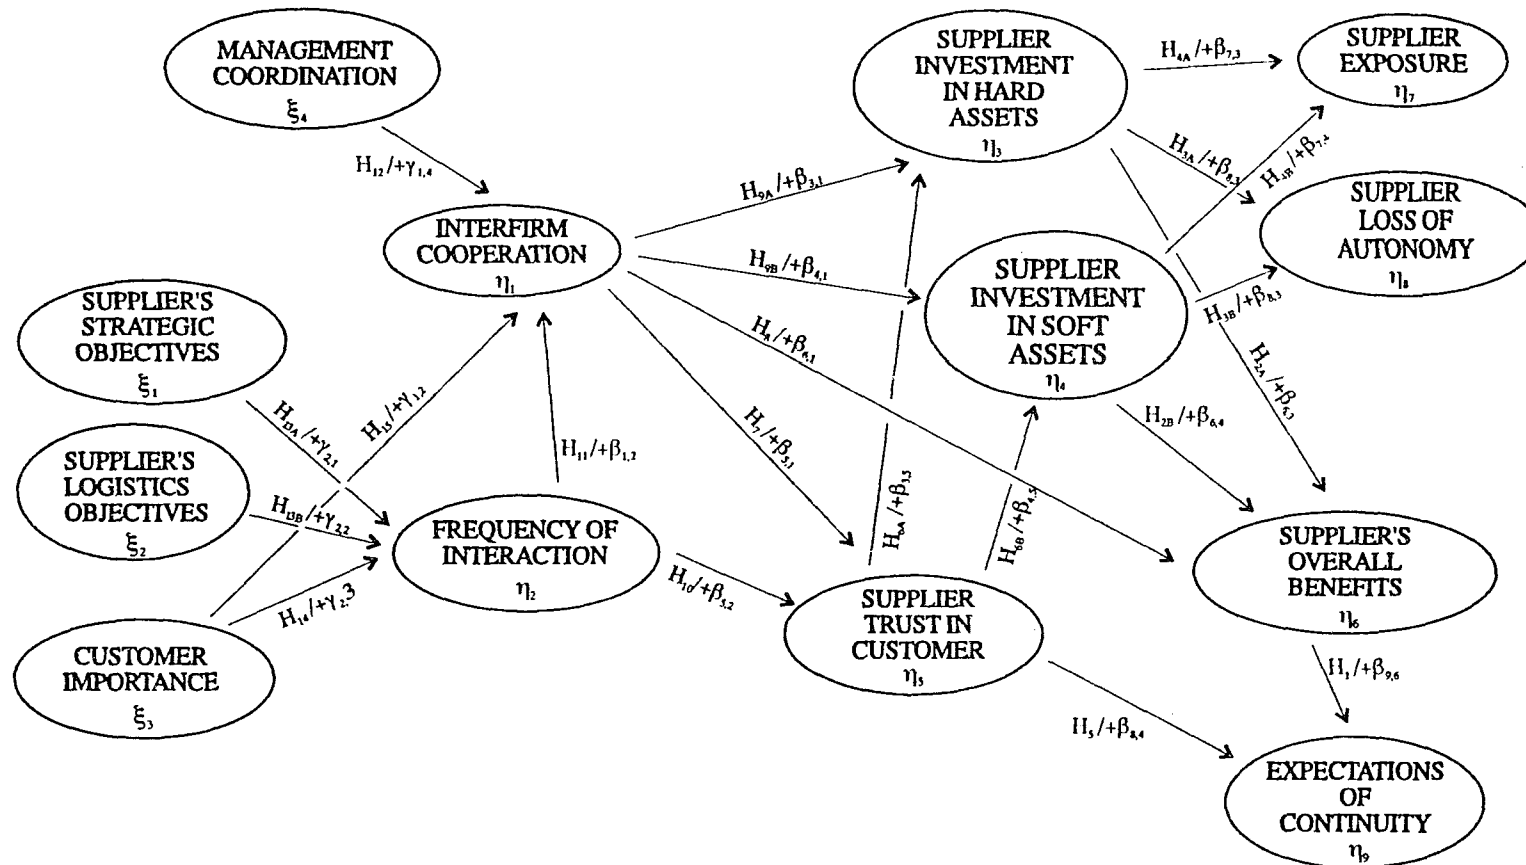 MANAGEMENT
COORDINATION
ξ₄
H₁₂/+γ₁,₄
INTERFIRM
COOPERATION
η₁
SUPPLIER'S
STRATEGIC
OBJECTIVES
ξ₁
SUPPLIER'S
LOGISTICS
OBJECTIVES
ξ₂
CUSTOMER
IMPORTANCE
ξ₃
H₁₃A/+γ₂,₁
H₁₃B/+γ₂,₂
H₁₄/+γ₂,3
H₁₅/+γ₁,₂
H₁₁/+β₁,₂
FREQUENCY OF
INTERACTION
η₂
H₁₀/+β₅,₂
H₉A/+β₃,₁
H₉B/+β₄,₁
H₈/+β₆,₁
H₇/+β₅,₁
SUPPLIER
INVESTMENT
IN HARD
ASSETS
η₃
SUPPLIER
INVESTMENT
IN SOFT
ASSETS
η₄
H₆A/+β₃,₅
H₆B/+β₄,₅
SUPPLIER
TRUST IN
CUSTOMER
η₅
H₄A/+β₇,₃
H₃A/+β₈,₃
H₄B/+β₇,₄
H₃B/+β₈,₃
H₂A/+β₆,₃
H₂B/+β₆,₄
SUPPLIER
EXPOSURE
η₇
SUPPLIER
LOSS OF
AUTONOMY
η₈
SUPPLIER'S
OVERALL
BENEFITS
η₆
H₁/+β₉,₆
H₅/+β₈,₄
EXPECTATIONS
OF
CONTINUITY
η₉